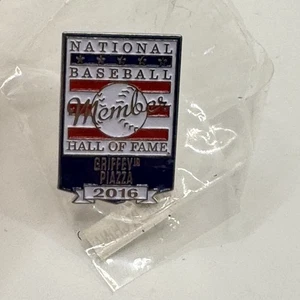 NATIONAL
BASEBALL
Member
HALL OF FAME
GRIFFEY JR
PIAZZA
2016